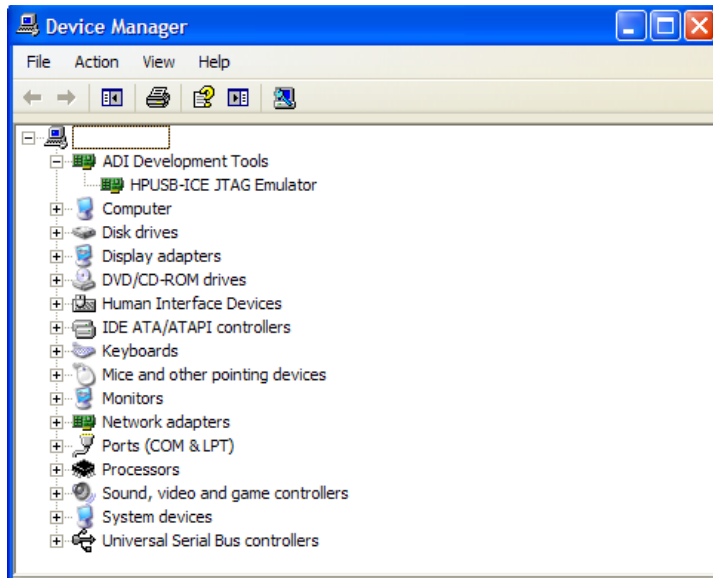 Device Manager
File Action View Help
ADI Development Tools
HPUSB-ICE JTAG Emulator
Computer
Disk drives
Display adapters
DVD/CD-ROM drives
Human Interface Devices
IDE ATA/ATAPI controllers
Keyboards
Mice and other pointing devices
Monitors
Network adapters
Ports (COM & LPT)
Processors
Sound, video and game controllers
System devices
Universal Serial Bus controllers